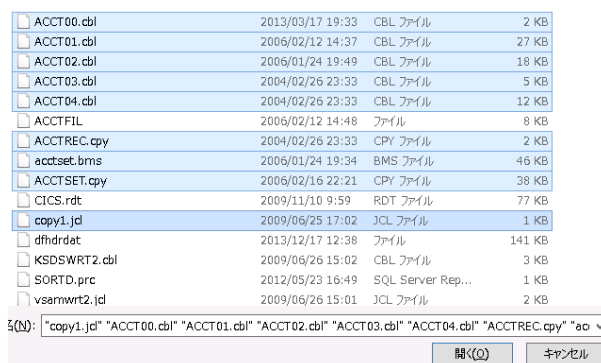 ACCT00.cbl 2013/03/17 19:33 CBL ファイル 2 KB
ACCT01.cbl 2006/02/12 14:37 CBL ファイル 27 KB
ACCT02.cbl 2006/01/24 19:49 CBL ファイル 18 KB
ACCT03.cbl 2004/02/26 23:33 CBL ファイル 5 KB
ACCT04.cbl 2004/02/26 23:33 CBL ファイル 12 KB
ACCTFIL 2006/02/12 14:48 ファイル 8 KB
ACCTREC.cpy 2004/02/26 23:33 CPY ファイル 2 KB
acctset.bms 2006/01/24 19:34 BMS ファイル 46 KB
ACCTSET.cpy 2006/02/16 22:21 CPY ファイル 38 KB
CICS.rdt 2009/11/10 9:59 RDT ファイル 77 KB
copy1.jcl 2009/06/25 17:02 JCL ファイル 1 KB
dfhdrdat 2013/12/17 12:38 ファイル 141 KB
KSDSWRT2.cbl 2009/06/26 15:02 CBL ファイル 3 KB
SORTD.prc 2012/05/23 16:49 SQL Server Rep... 1 KB
vsamwrt2.jcl 2009/06/26 15:01 JCL ファイル 2 KB
名(N): "copy1.jcl" "ACCT00.cbl" "ACCT01.cbl" "ACCT02.cbl" "ACCT03.cbl" "ACCT04.cbl" "ACCTREC.cpy" "ac
開く(O) キャンセル